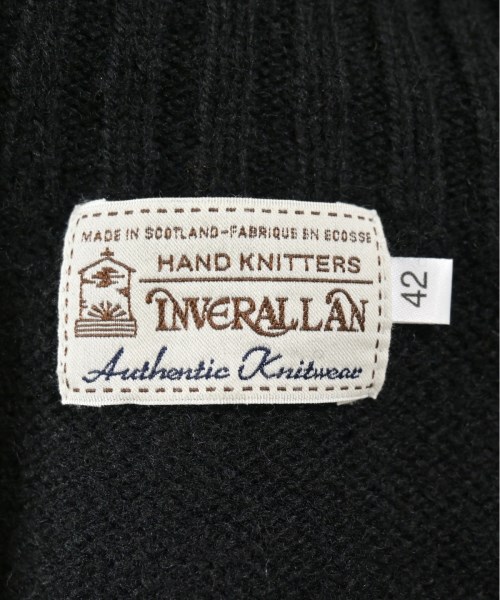 MADE IN SCOTLAND-FABRIQUE EN ECOSSE
HAND KNITTERS
INVERALLAN
Authentic Knitwear
42